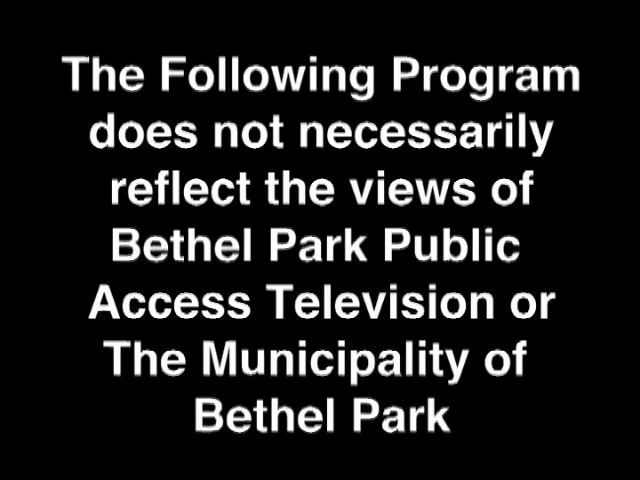 The Following Program
does not necessarily
reflect the views of
Bethel Park Public
Access Television or
The Municipality of
Bethel Park